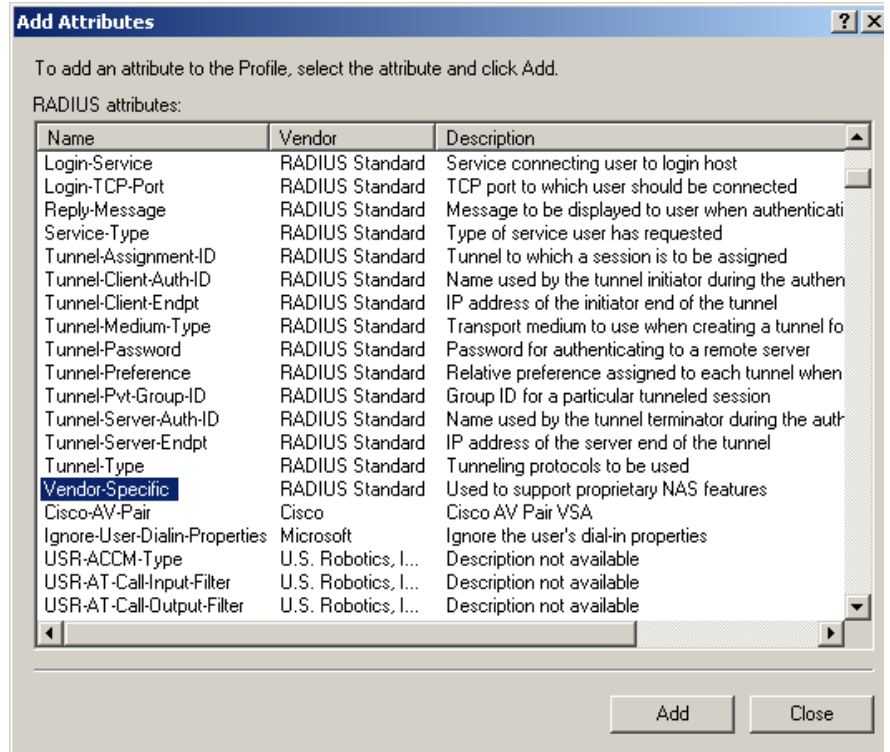 Add Attributes
To add an attribute to the Profile, select the attribute and click Add.
RADIUS attributes:
Name Vendor Description
Login-Service RADIUS Standard Service connecting user to login host
Login-TCP-Port RADIUS Standard TCP port to which user should be connected
Reply-Message RADIUS Standard Message to be displayed to user when authenticati
Service-Type RADIUS Standard Type of service user has requested
Tunnel-Assignment-ID RADIUS Standard Tunnel to which a session is to be assigned
Tunnel-Client-Auth-ID RADIUS Standard Name used by the tunnel initiator during the authen
Tunnel-Client-Endpt RADIUS Standard IP address of the initiator end of the tunnel
Tunnel-Medium-Type RADIUS Standard Transport medium to use when creating a tunnel fo
Tunnel-Password RADIUS Standard Password for authenticating to a remote server
Tunnel-Preference RADIUS Standard Relative preference assigned to each tunnel when
Tunnel-Pvt-Group-ID RADIUS Standard Group ID for a particular tunneled session
Tunnel-Server-Auth-ID RADIUS Standard Name used by the tunnel terminator during the auth
Tunnel-Server-Endpt RADIUS Standard IP address of the server end of the tunnel
Tunnel-Type RADIUS Standard Tunneling protocols to be used
Vendor-Specific RADIUS Standard Used to support proprietary NAS features
Cisco-AV-Pair Cisco Cisco AV Pair VSA
Ignore-User-Dialin-Properties Microsoft Ignore the user's dial-in properties
USR-ACCM-Type U.S. Robotics, I... Description not available
USR-AT-Call-Input-Filter U.S. Robotics, I... Description not available
USR-AT-Call-Output-Filter U.S. Robotics, I... Description not available
Add Close